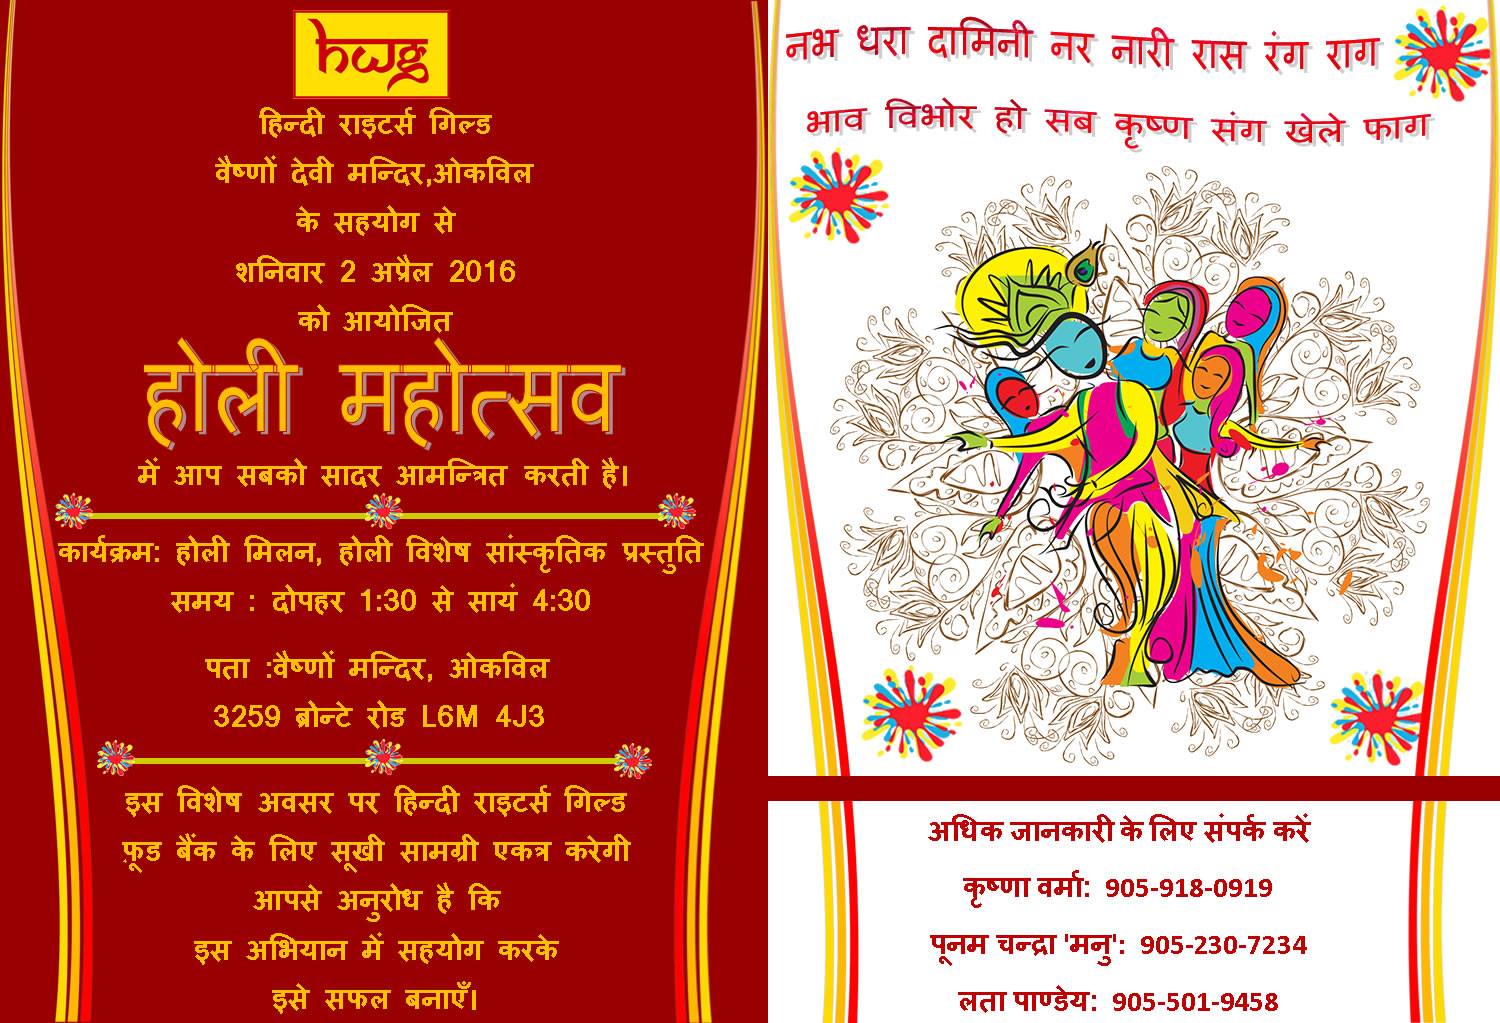 hwg
हिन्दी राइटर्स गिल्ड
वैष्णों देवी मन्दिर,ओकविल
के सहयोग से
शनिवार 2 अप्रैल 2016
को आयोजित
होली महोत्सव
में आप सबको सादर आमन्त्रित करती है।
कार्यक्रम: होली मिलन, होली विशेष सांस्कृतिक प्रस्तुति
समय : दोपहर 1:30 से सायं 4:30
पता :वैष्णों मन्दिर, ओकविल
3259 ब्रोन्टे रोड L6M 4J3
इस विशेष अवसर पर हिन्दी राइटर्स गिल्ड
फ़ूड बैंक के लिए सूखी सामग्री एकत्र करेगी
आपसे अनुरोध है कि
इस अभियान में सहयोग करके
इसे सफल बनाएँ।
नभ धरा दामिनी नर नारी रास रंग राग
भाव विभोर हो सब कृष्ण संग खेले फाग
अधिक जानकारी के लिए संपर्क करें
कृष्णा वर्मा: 905-918-0919
पूनम चन्द्रा 'मनु': 905-230-7234
लता पाण्डेय: 905-501-9458